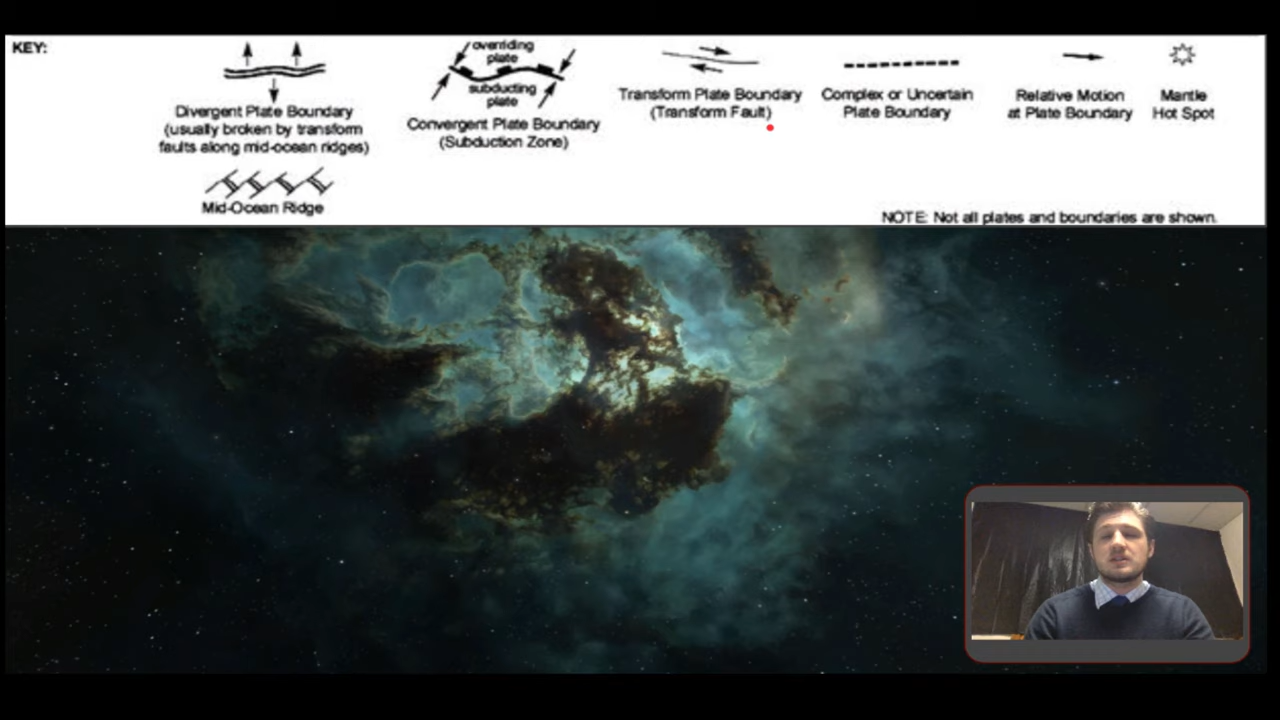 KEY:
overriding
plate
subducting
plate
Divergent Plate Boundary
(usually broken by transform
faults along mid-ocean ridges)
Mid-Ocean Ridge
Convergent Plate Boundary
(Subduction Zone)
Transform Plate Boundary
(Transform Fault)
Complex or Uncertain
Plate Boundary
Relative Motion
at Plate Boundary
Mantle
Hot Spot
NOTE: Not all plates and boundaries are shown.